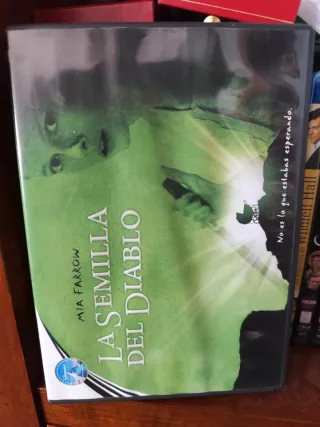 MIA FARROW
LA SEMILLA
DEL DIABLO
No es lo que estabas esperando.